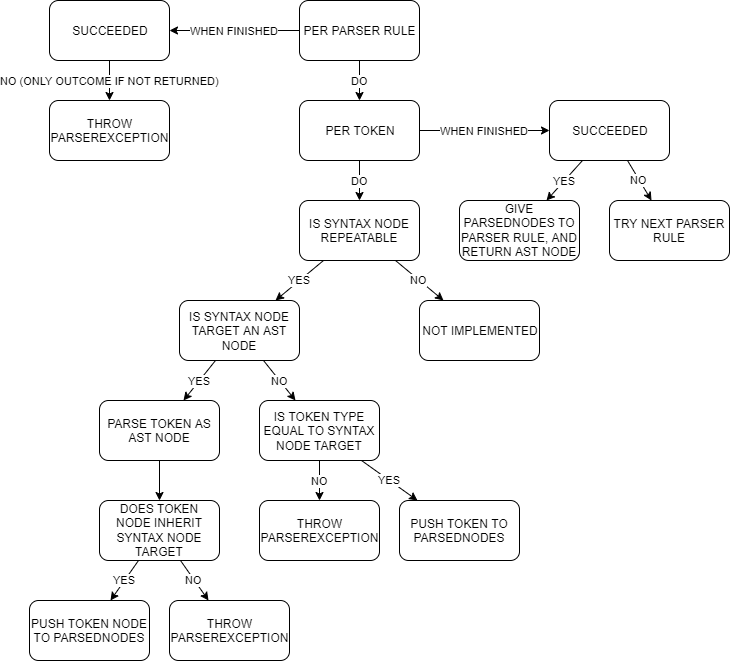 SUCCEEDED
WHEN FINISHED
PER PARSER RULE
NO (ONLY OUTCOME IF NOT RETURNED)
DO
THROW
PARSEREXCEPTION
PER TOKEN
WHEN FINISHED
SUCCEEDED
DO
YES
NO
IS SYNTAX NODE
REPEATABLE
GIVE
PARSEDNODES TO
PARSER RULE, AND
RETURN AST NODE
TRY NEXT PARSER
RULE
YES
NO
IS SYNTAX NODE
TARGET AN AST
NODE
NOT IMPLEMENTED
YES
NO
PARSE TOKEN AS
AST NODE
IS TOKEN TYPE
EQUAL TO SYNTAX
NODE TARGET
NO
YES
DOES TOKEN
NODE INHERIT
SYNTAX NODE
TARGET
THROW
PARSEREXCEPTION
PUSH TOKEN TO
PARSEDNODES
YES
NO
PUSH TOKEN NODE
TO PARSEDNODES
THROW
PARSEREXCEPTION